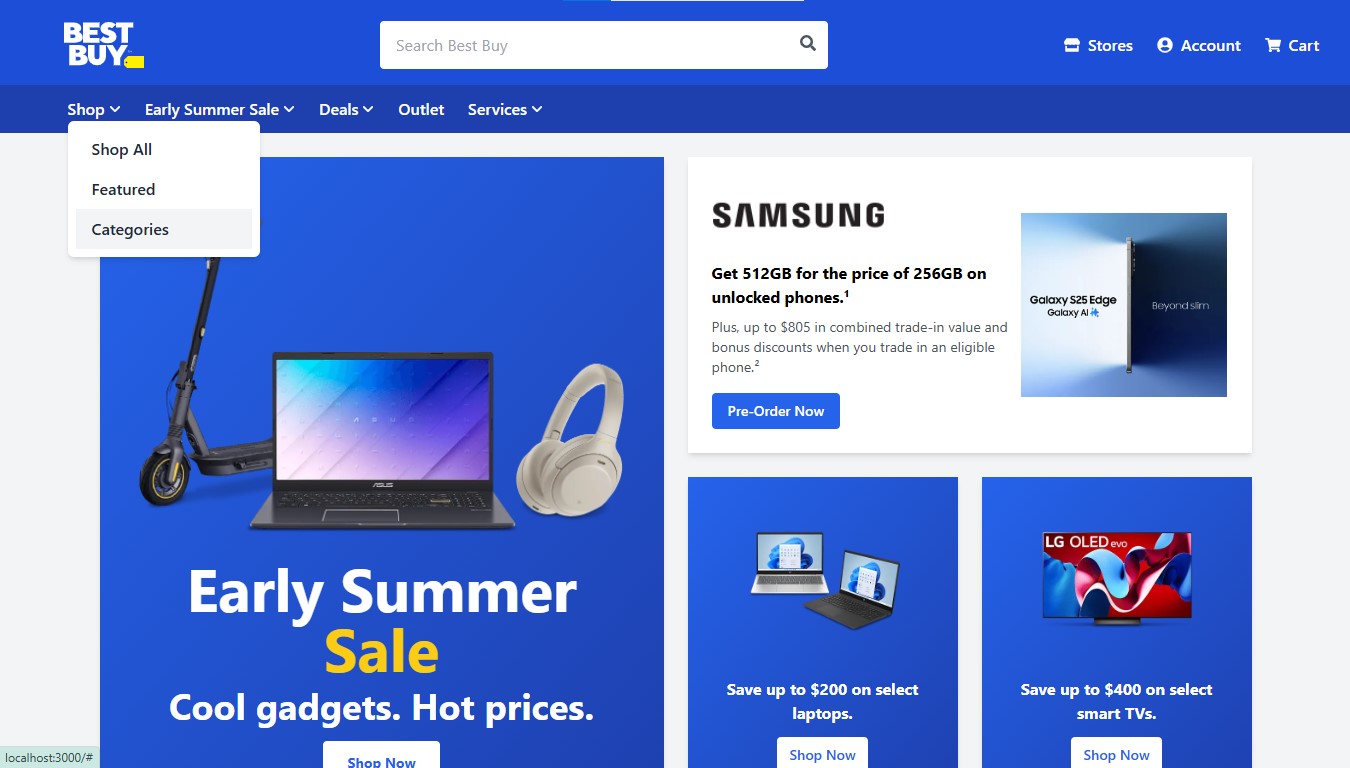 BEST
BUY
Search Best Buy
Stores
Account
Cart
Shop
Early Summer Sale
Deals
Outlet
Services
Shop All
Featured
Categories
ASUS
Early Summer
Sale
Cool gadgets. Hot prices.
Shop Now
SAMSUNG
Get 512GB for the price of 256GB on
unlocked phones.¹
Plus, up to $805 in combined trade-in value and
bonus discounts when you trade in an eligible
phone.²
Pre-Order Now
Galaxy S25 Edge
Galaxy AI
Beyond slim
Save up to $200 on select
laptops.
Shop Now
LG OLED evo
Save up to $400 on select
smart TVs.
Shop Now
localhost:3000/#